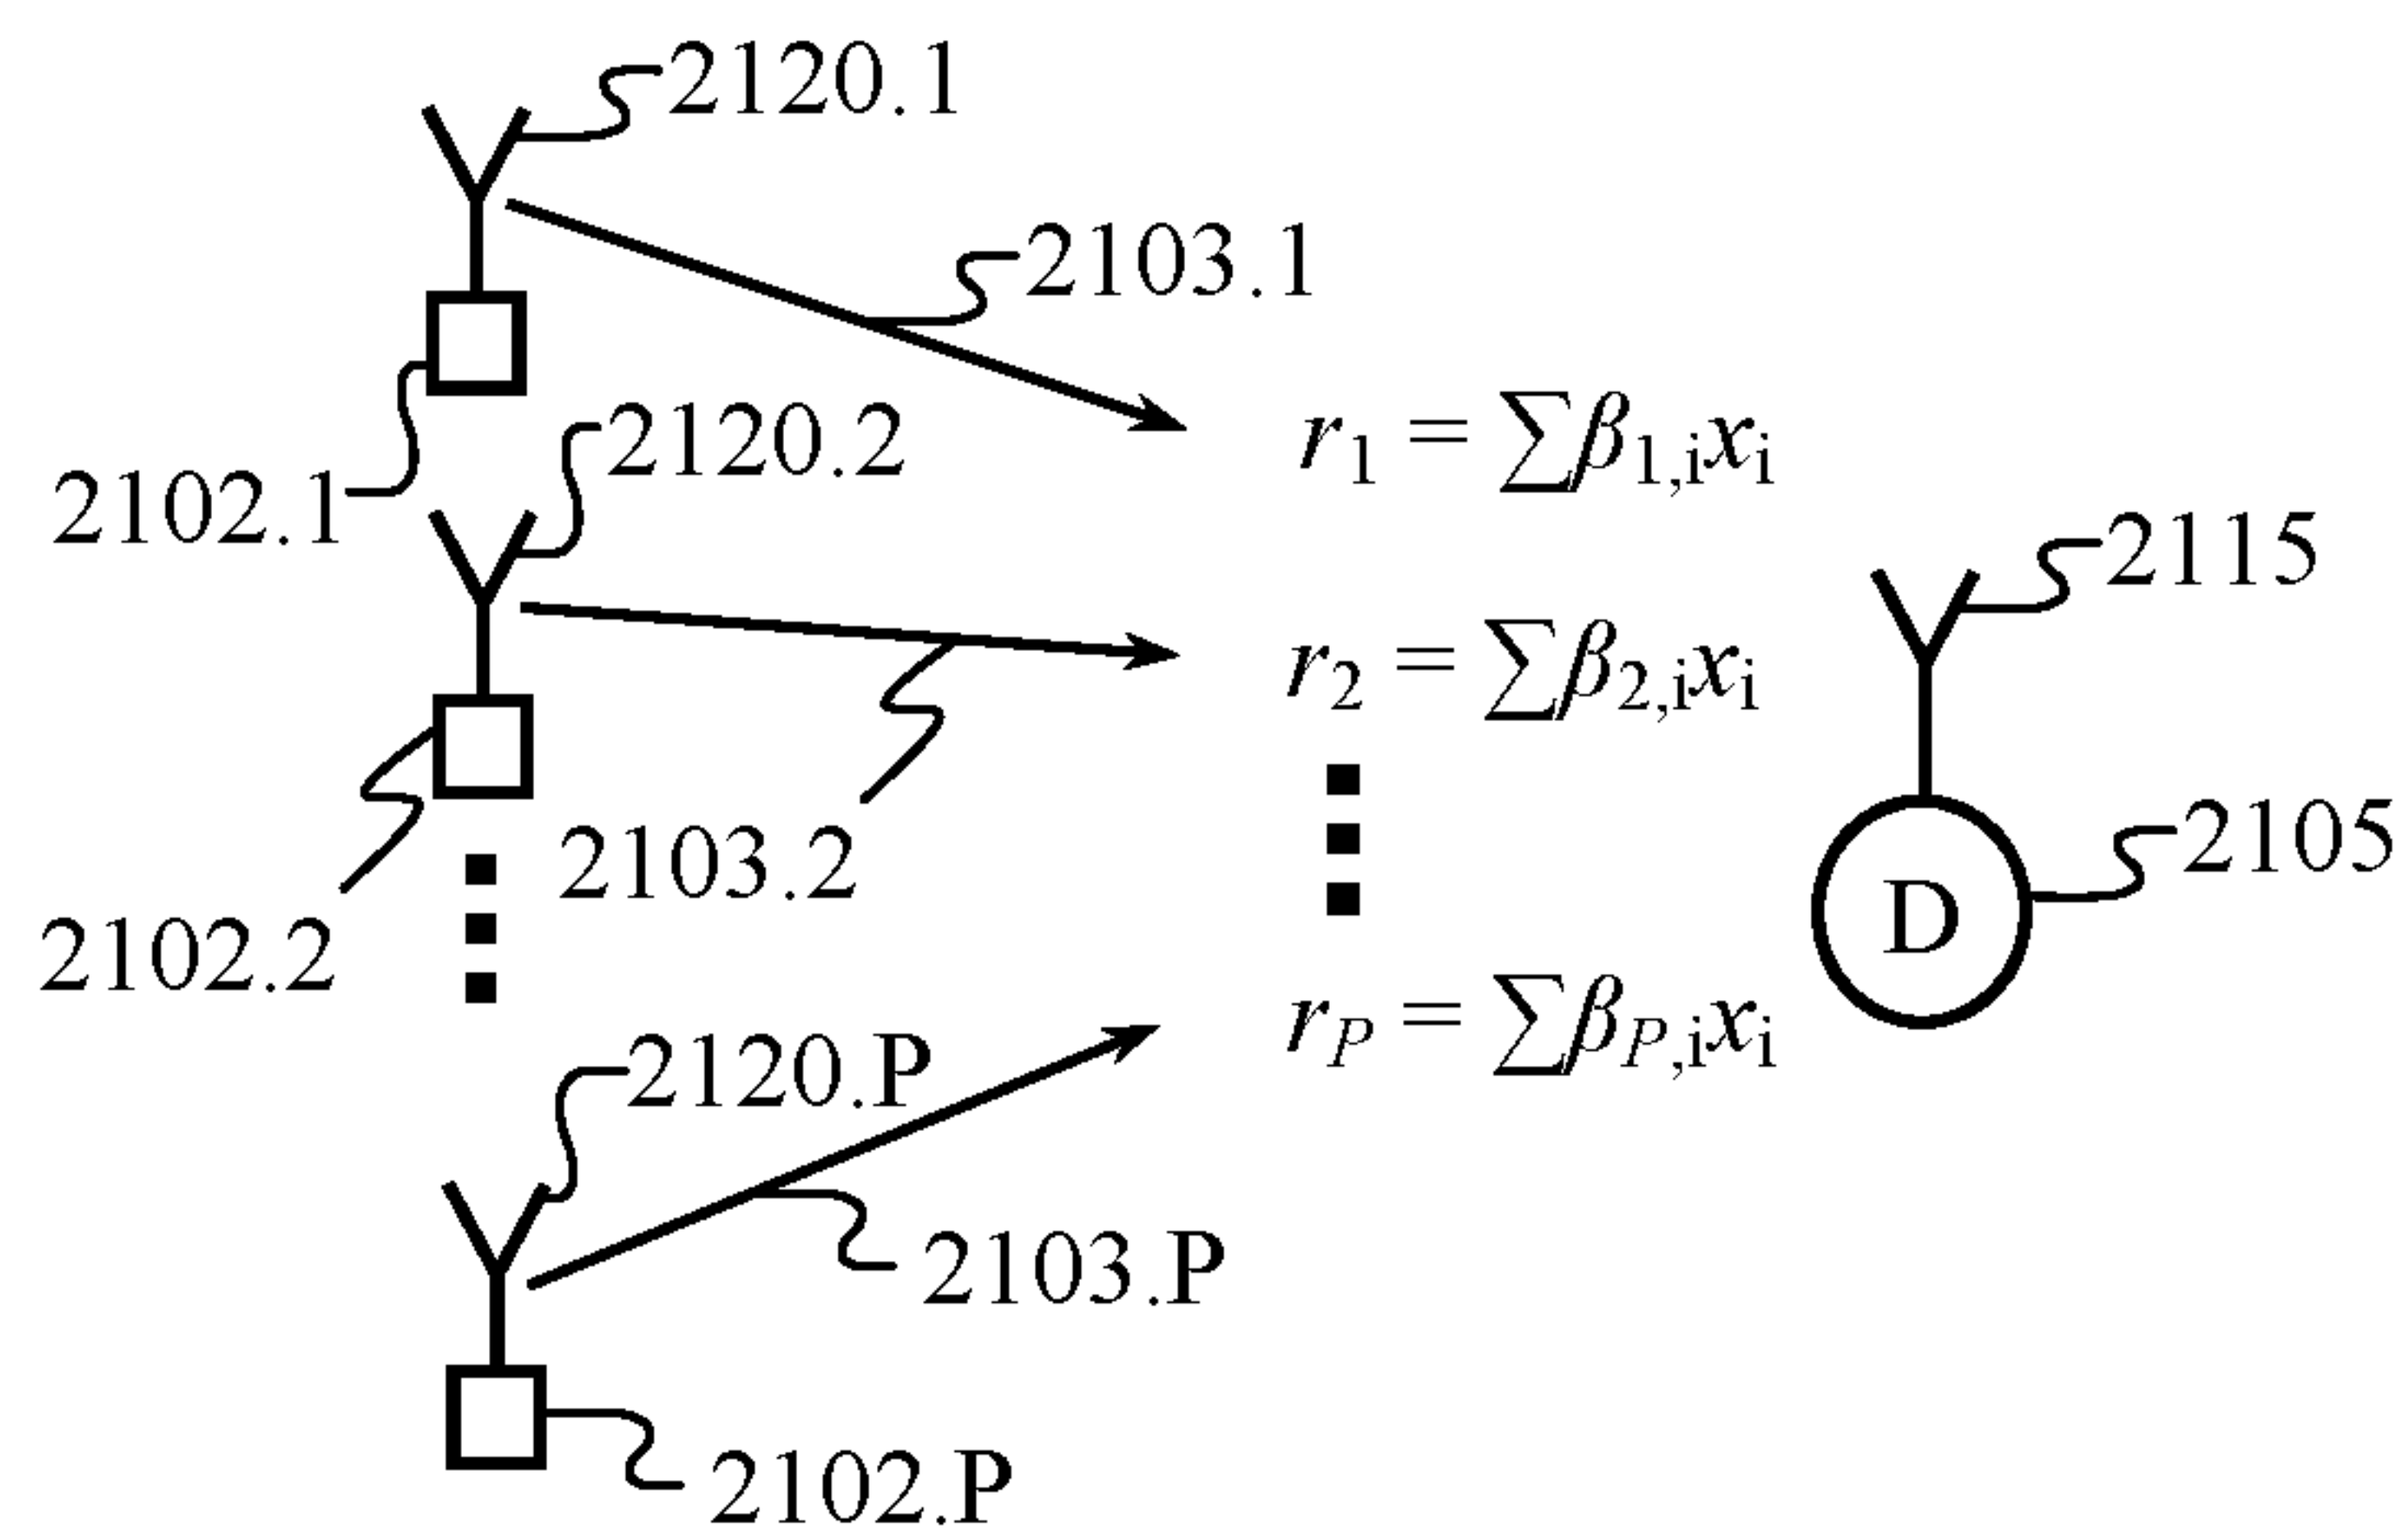 2120.1
2103.1
2120.2
r1 = ∑β1,ixi
2102.1
2115
r2 = ∑β2,ixi
2103.2
2105
2102.2
D
rP = ∑βP,ixi
2120.P
2103.P
2102.P